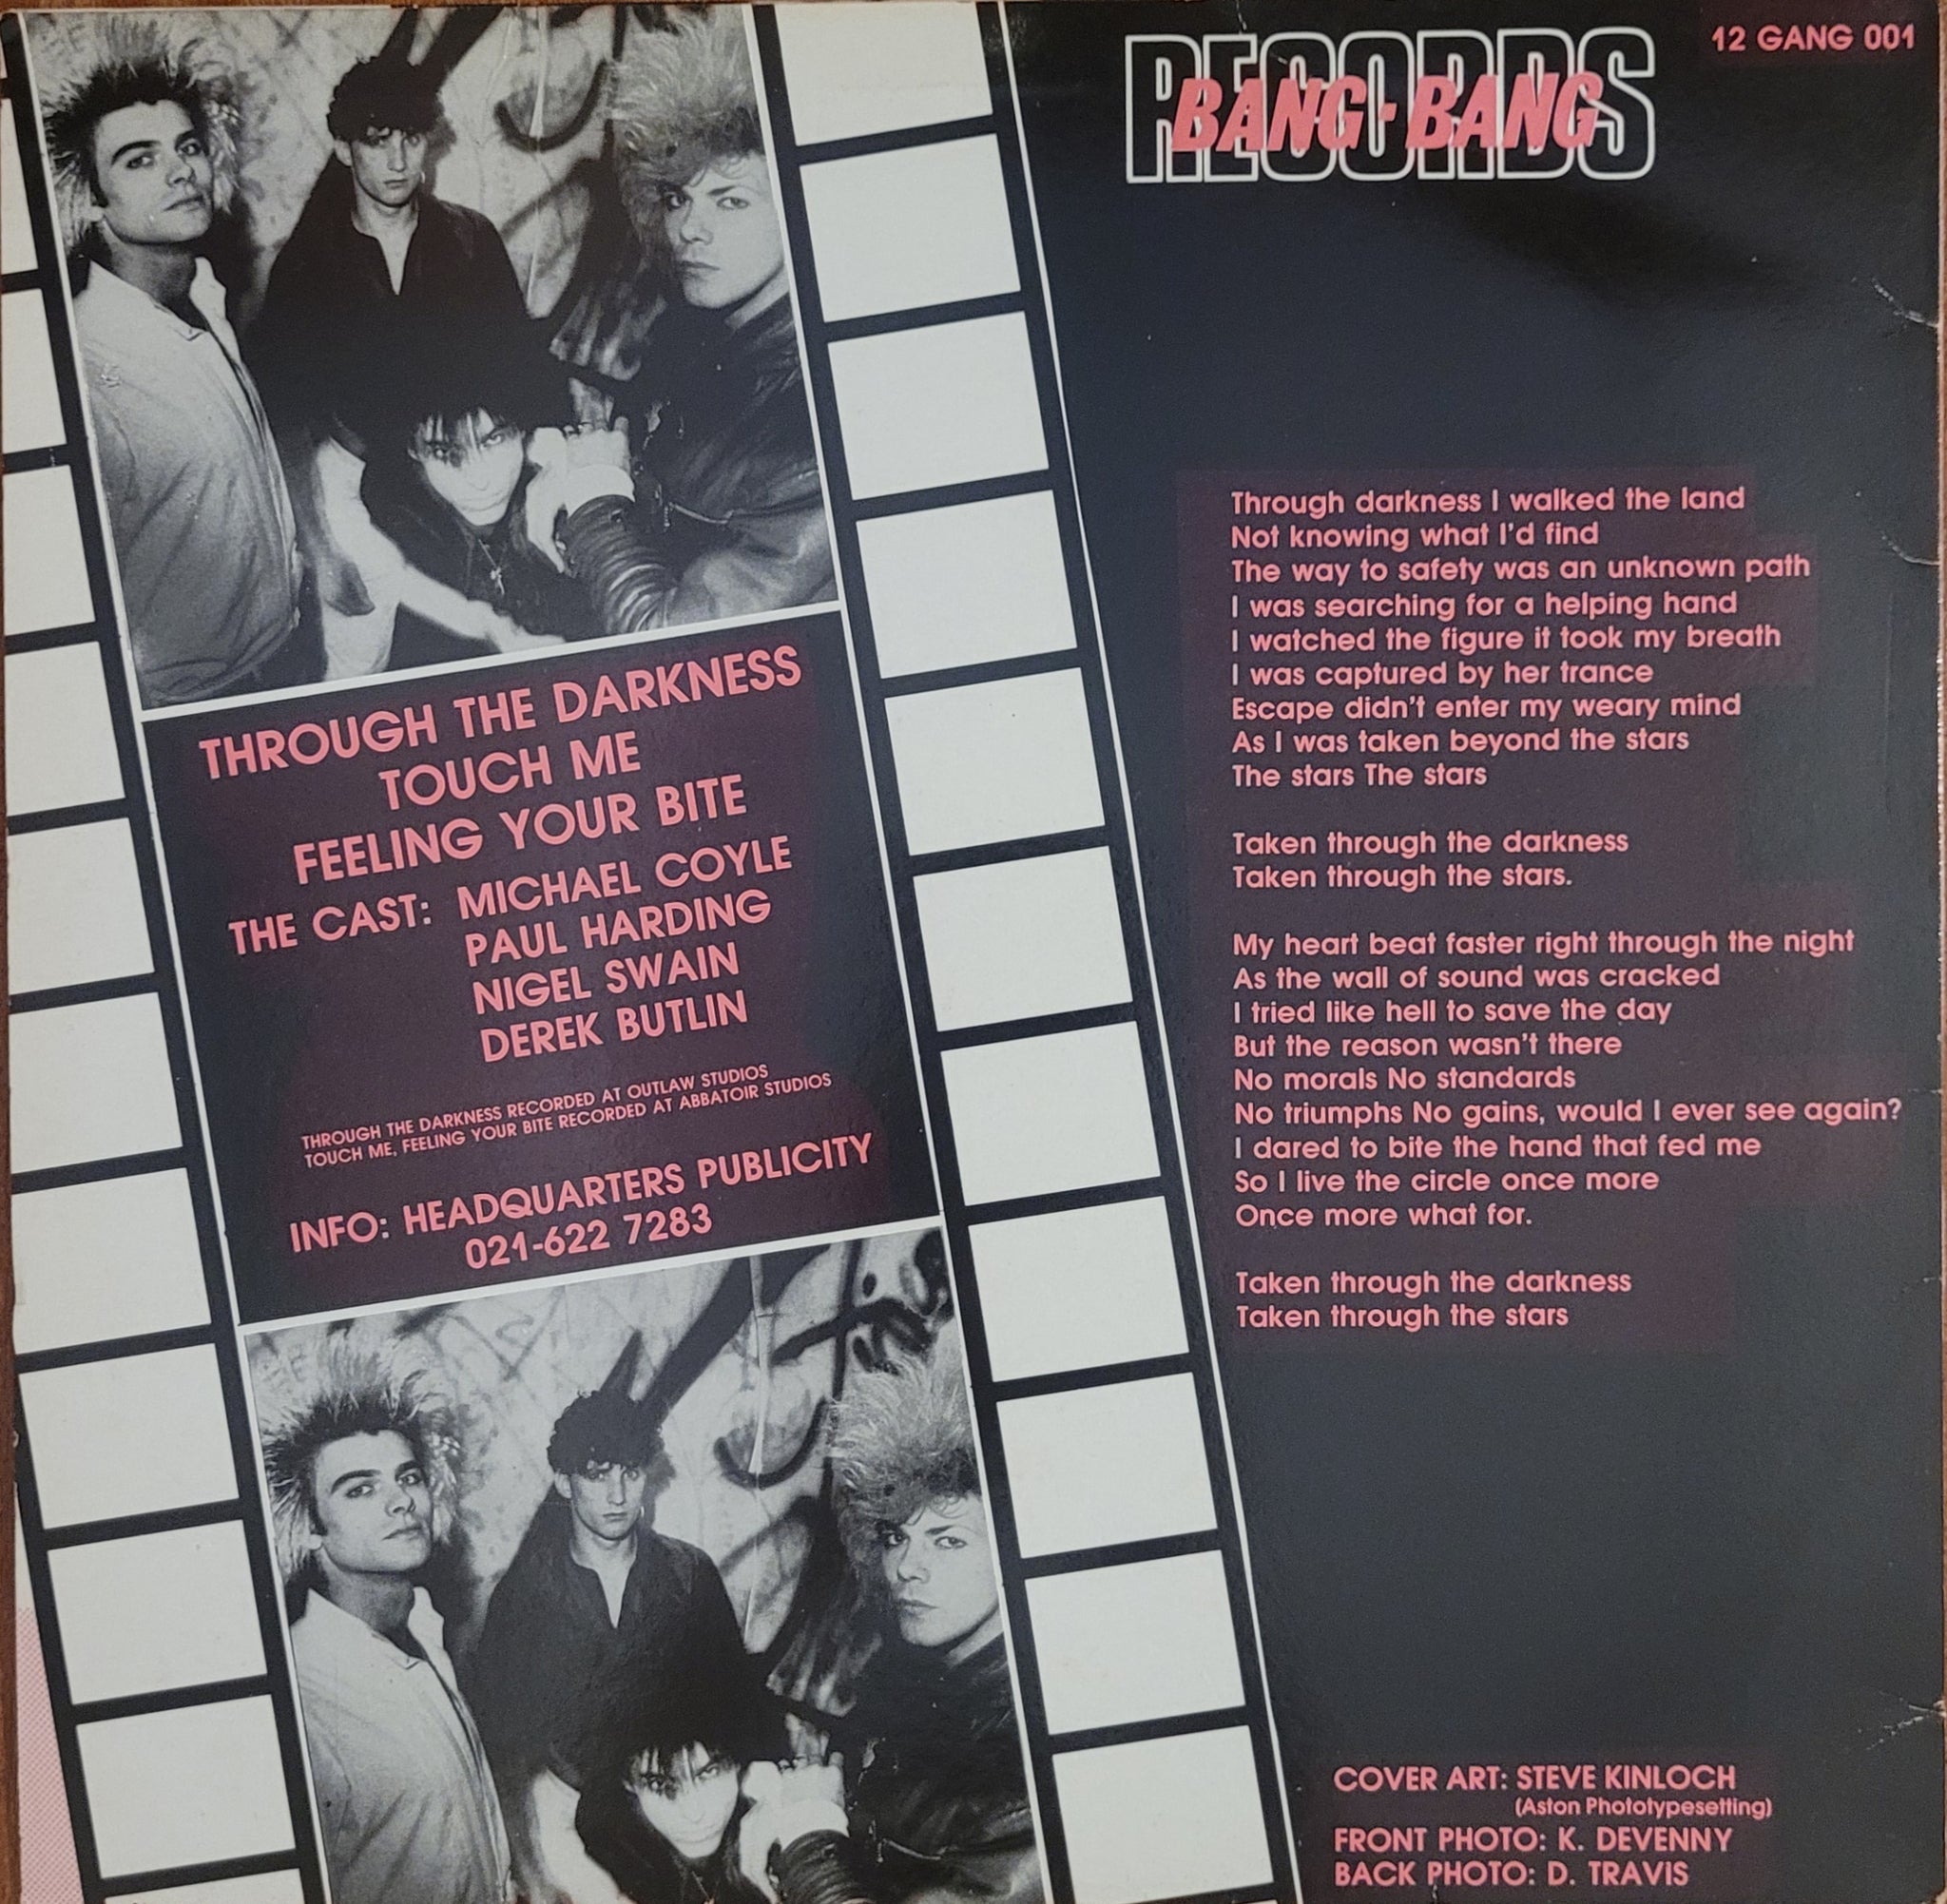 RECORDS
BANG·BANG
12 GANG 001
THROUGH THE DARKNESS
TOUCH ME
FEELING YOUR BITE
THE CAST: MICHAEL COYLE
PAUL HARDING
NIGEL SWAIN
DEREK BUTLIN
THROUGH THE DARKNESS RECORDED AT OUTLAW STUDIOS
TOUCH ME, FEELING YOUR BITE RECORDED AT ABBATOIR STUDIOS
INFO: HEADQUARTERS PUBLICITY
021-622 7283
Through darkness I walked the land
Not knowing what I'd find
The way to safety was an unknown path
I was searching for a helping hand
I watched the figure it took my breath
I was captured by her trance
Escape didn't enter my weary mind
As I was taken beyond the stars
The stars The stars
Taken through the darkness
Taken through the stars.
My heart beat faster right through the night
As the wall of sound was cracked
I tried like hell to save the day
But the reason wasn't there
No morals No standards
No triumphs No gains, would I ever see again?
I dared to bite the hand that fed me
So I live the circle once more
Once more what for.
Taken through the darkness
Taken through the stars
COVER ART: STEVE KINLOCH
(Aston Phototypesetting)
FRONT PHOTO: K. DEVENNY
BACK PHOTO: D. TRAVIS